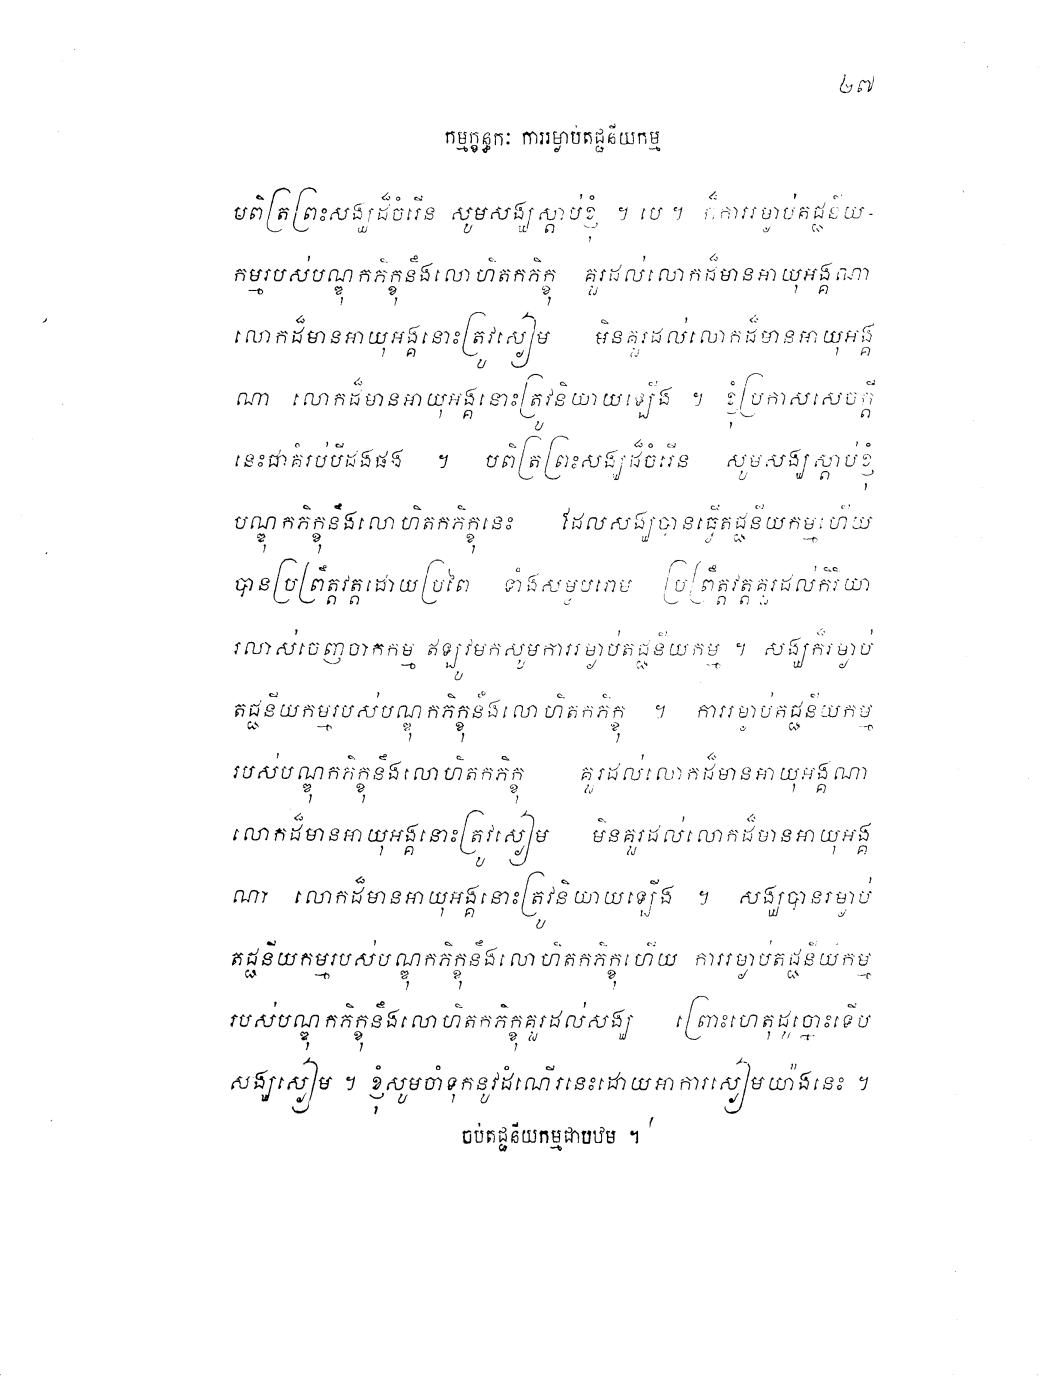 ២៧
កម្មក្ខន្ធកៈ ការរម្ងាប់តជ្ជនីយកម្ម
បពិត្រព្រះសង្ឃដ៏ចំរើន សូមសង្ឃស្តាប់ខ្ញុំ ។ បេ ។ ក៏ការរម្ងាប់តជ្ជនីយ-
កម្មរបស់បណ្ឌុកភិក្ខុនឹងលោហិតកភិក្ខុ គួរដល់លោកដ៏មានអាយុអង្គណា
លោកដ៏មានអាយុអង្គនោះត្រូវស្ងៀម មិនគួរដល់លោកដ៏មានអាយុអង្គ
ណា លោកដ៏មានអាយុអង្គនោះត្រូវនិយាយឡើង ។ ខ្ញុំប្រកាសសេចក្តី
នេះជាគំរប់បីដងផង ។ បពិត្រព្រះសង្ឃដ៏ចំរើន សូមសង្ឃស្តាប់ខ្ញុំ
បណ្ឌុកភិក្ខុនឹងលោហិតកភិក្ខុនេះ ដែលសង្ឃបានធ្វើតជ្ជនីយកម្មហើយ
បានប្រព្រឹត្តវត្តដោយប្រពៃ ទាំងសម្ងបរោម ប្រព្រឹត្តវត្តគួរដល់កិរិយា
រលាស់ចេញចាកកម្ម ឥឡូវមកសូមការរម្ងាប់តជ្ជនីយកម្ម ។ សង្ឃក៏រម្ងាប់
តជ្ជនីយកម្មរបស់បណ្ឌុកភិក្ខុនឹងលោហិតកភិក្ខុ ។ ការរម្ងាប់តជ្ជនីយកម្ម
របស់បណ្ឌុកភិក្ខុនឹងលោហិតកភិក្ខុ គួរដល់លោកដ៏មានអាយុអង្គណា
លោកដ៏មានអាយុអង្គនោះត្រូវស្ងៀម មិនគួរដល់លោកដ៏មានអាយុអង្គ
ណា លោកដ៏មានអាយុអង្គនោះត្រូវនិយាយឡើង ។ សង្ឃបានរម្ងាប់
តជ្ជនីយកម្មរបស់បណ្ឌុកភិក្ខុនឹងលោហិតកភិក្ខុហើយ ការរម្ងាប់តជ្ជនីយកម្ម
របស់បណ្ឌុកភិក្ខុនឹងលោហិតកភិក្ខុគួរដល់សង្ឃ ព្រោះហេតុដូច្នោះទើប
សង្ឃស្ងៀម ។ ខ្ញុំសូមចាំទុកនូវដំណើរនេះដោយអាការស្ងៀមយ៉ាងនេះ ។
ចប់តជ្ជនីយកម្មជាបឋម ។